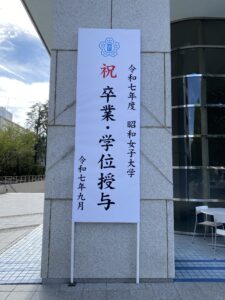 令和七年度 昭和女子大学
祝 卒業・学位授与
令和七年九月